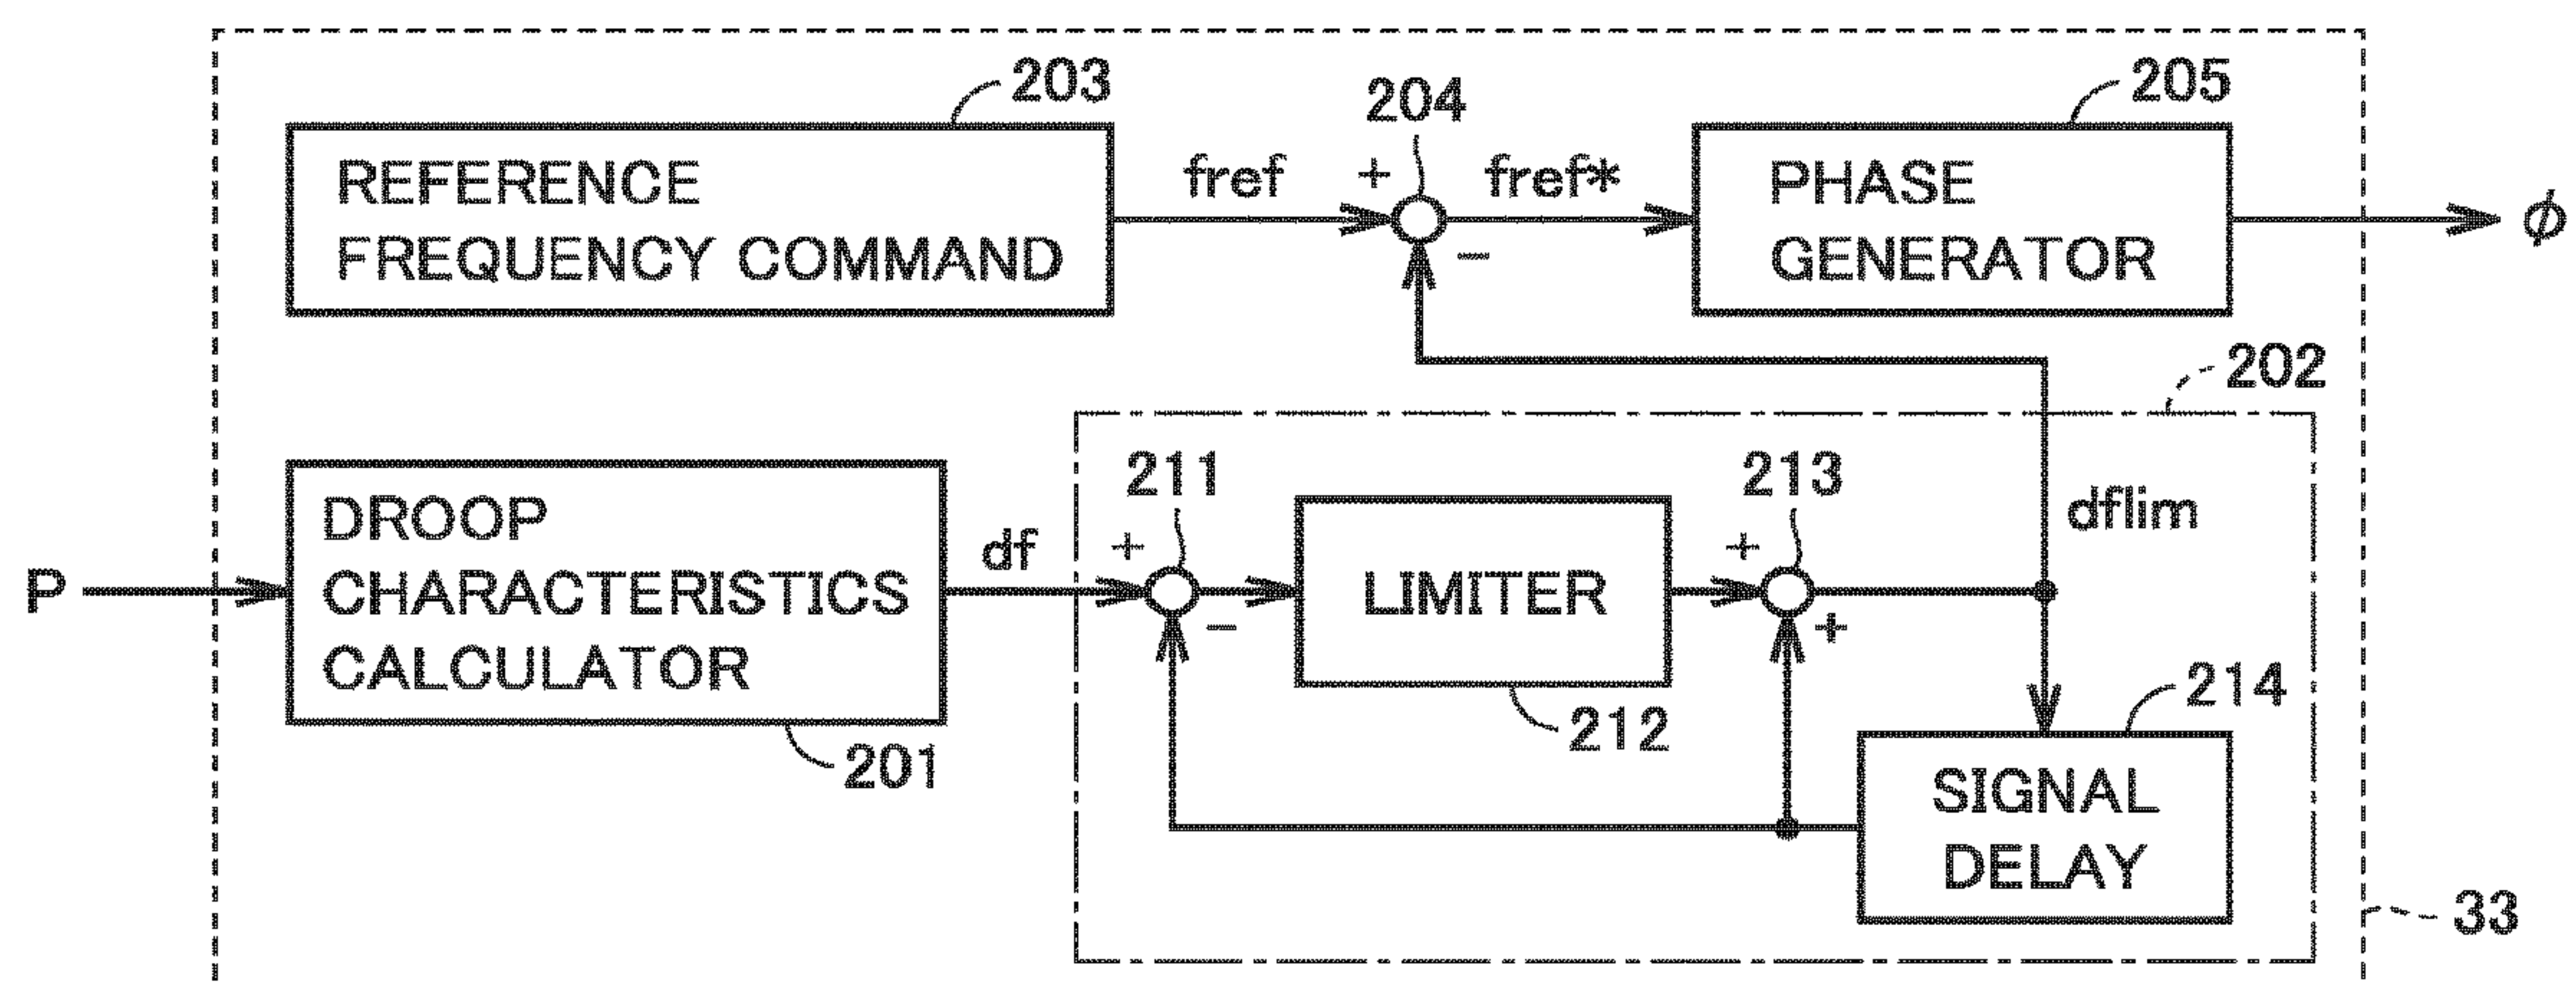 203
204
205
REFERENCE
FREQUENCY COMMAND
fref
+
fref*
PHASE
GENERATOR
ϕ
−
202
211
213
DROOP
CHARACTERISTICS
CALCULATOR
df
+
LIMITER
+
dflim
P
−
+
201
212
214
SIGNAL
DELAY
33